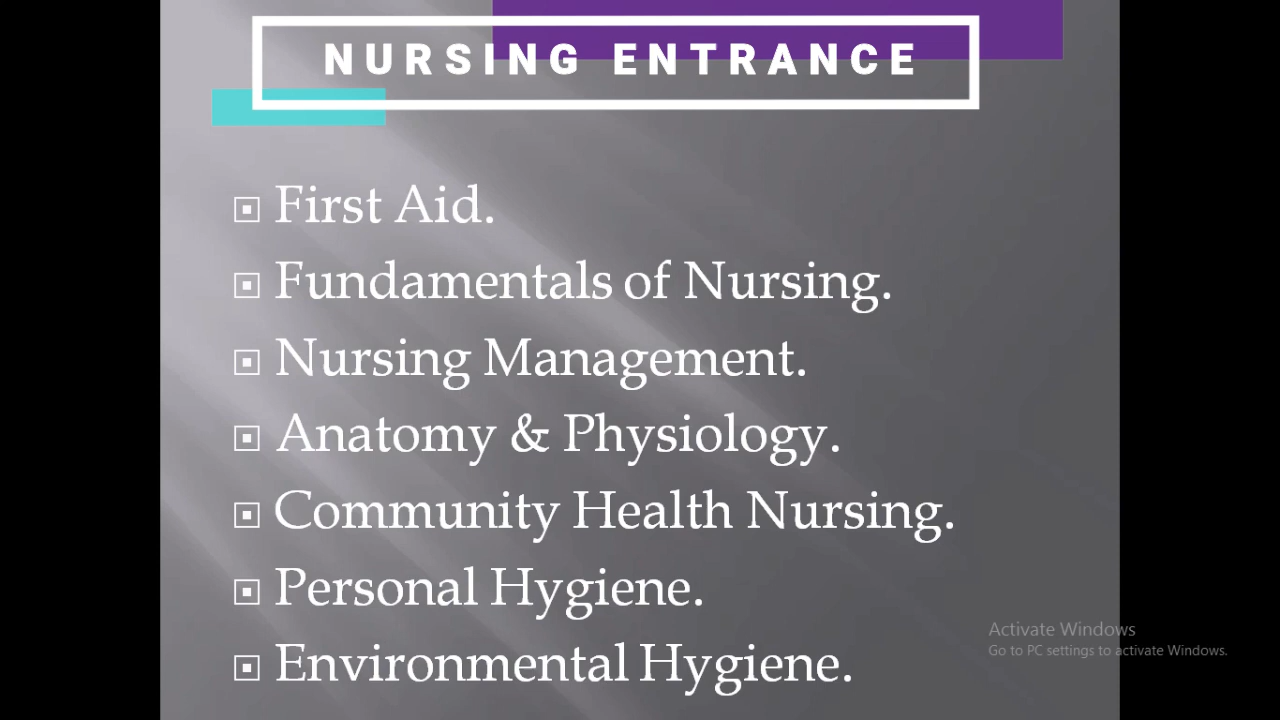 NURSING ENTRANCE
First Aid.
Fundamentals of Nursing.
Nursing Management.
Anatomy & Physiology.
Community Health Nursing.
Personal Hygiene.
Environmental Hygiene.
Activate Windows
Go to PC settings to activate Windows.